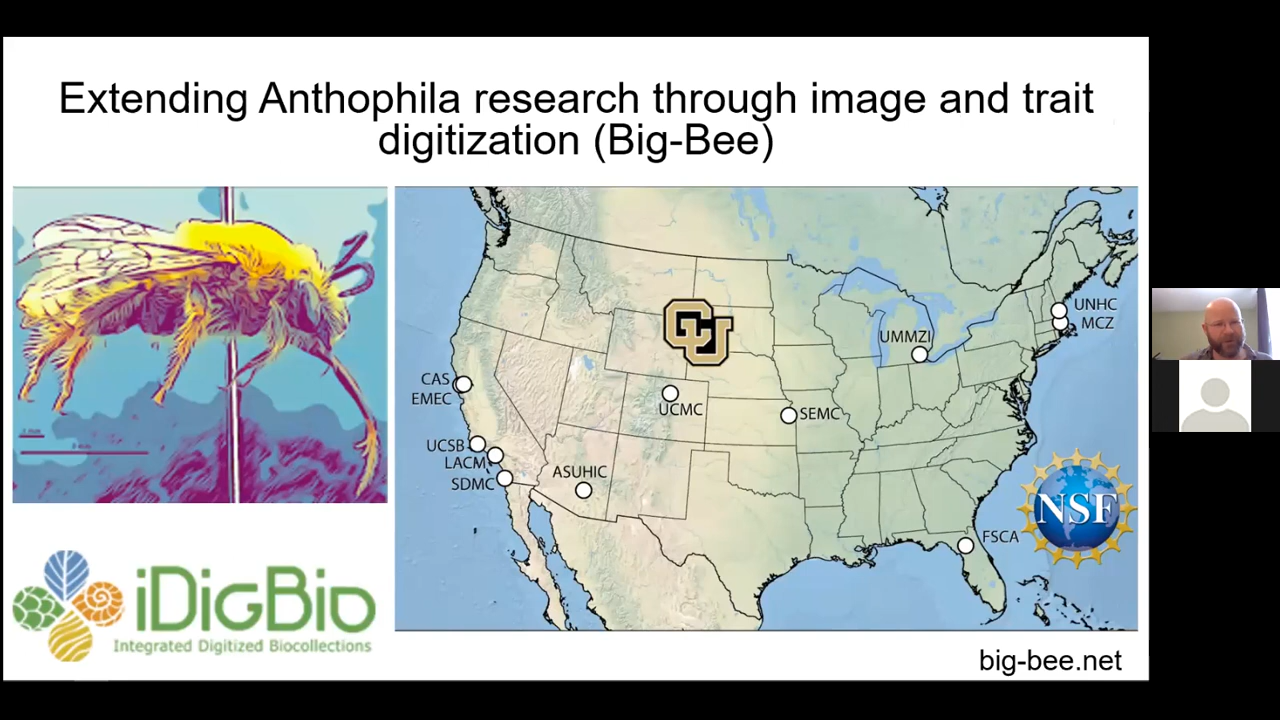 Extending Anthophila research through image and trait
digitization (Big-Bee)
UNHC
MCZ
UMMZI
CAS
EMEC
UCMC
SEMC
UCSB
LACM
SDMC
ASUHIC
FSCA
NSF
CU
iDigBio
Integrated Digitized Biocollections
big-bee.net